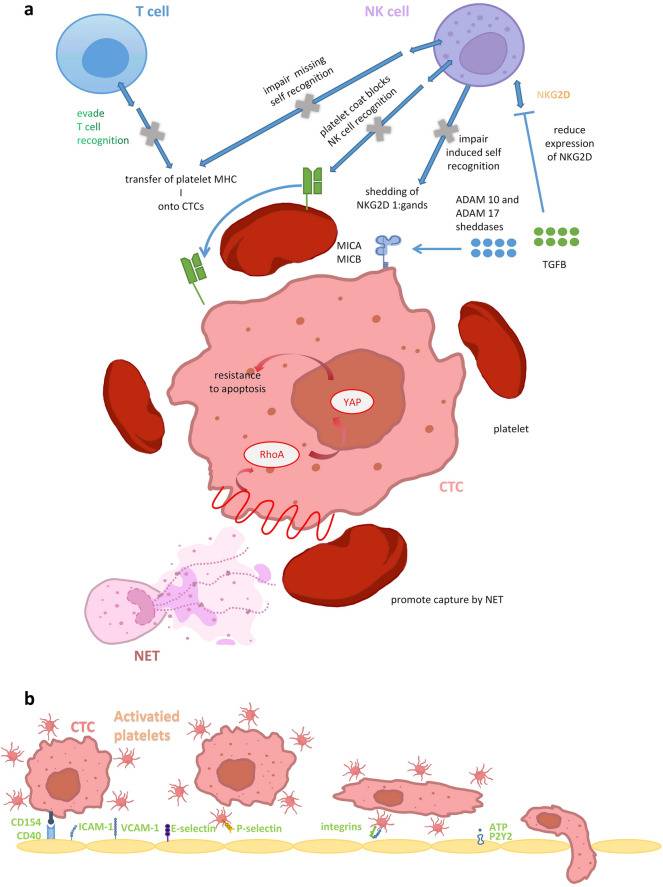 a
T cell
NK cell
impair missing
self recognition
platelet coat blocks
NK cell recognition
NKG2D
evade
T cell
recognition
impair
induced self
recognition
reduce
expression
of NKG2D
transfer of platelet MHC
I
onto CTCs
shedding of
NKG2D 1:gands
ADAM 10 and
ADAM 17
sheddases
MICA
MICB
TGFB
resistance
to apoptosis
YAP
platelet
RhoA
CTC
promote capture by NET
NET
b
CTC
Activatied
platelets
CD154
CD40
ICAM-1
VCAM-1
E-selectin
P-selectin
integrins
ATP
P2Y2